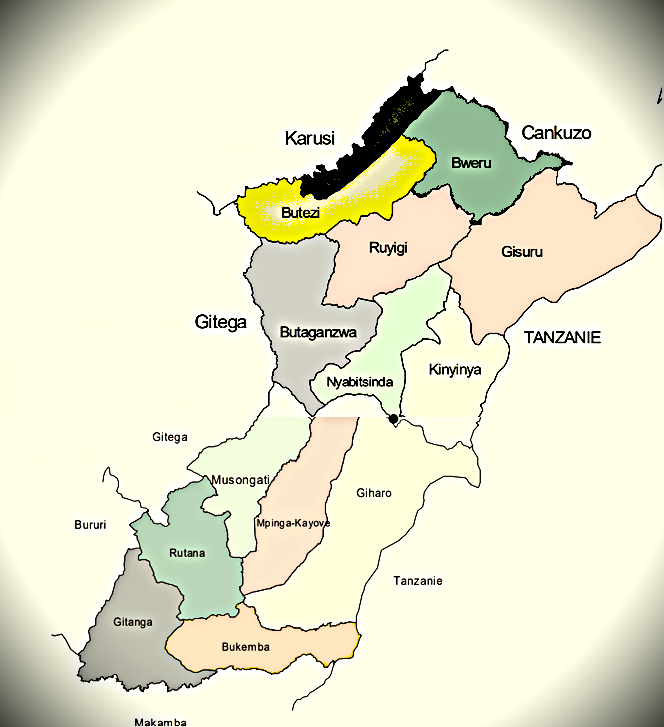 Karusi
Cankuzo
Bweru
Butezi
Ruyigi
Gisuru
Gitega
Butaganzwa
TANZANIE
Kinyinya
Nyabitsinda
Gitega
Musongati
Giharo
Mpinga-Kayove
Bururi
Rutana
Tanzanie
Gitanga
Bukemba
Makamba